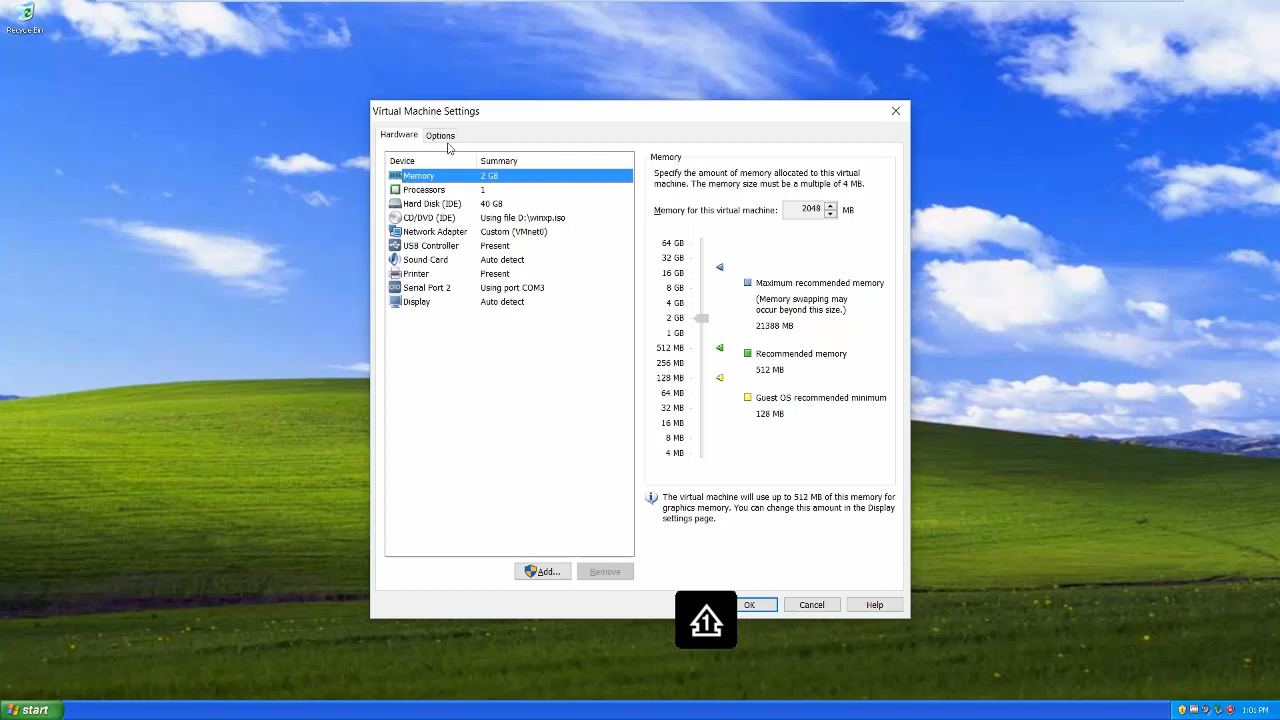 Recycle Bin
Virtual Machine Settings
Hardware
Options
Device
Summary
Memory
2 GB
Processors
1
Hard Disk (IDE)
40 GB
CD/DVD (IDE)
Using file D:\winxp.iso
Network Adapter
Custom (VMnet0)
USB Controller
Present
Sound Card
Auto detect
Printer
Present
Serial Port 2
Using port COM3
Display
Auto detect
Add...
Remove
Memory
Specify the amount of memory allocated to this virtual
machine. The memory size must be a multiple of 4 MB.
Memory for this virtual machine:
2048
MB
64 GB
32 GB
16 GB
8 GB
4 GB
2 GB
1 GB
512 MB
256 MB
128 MB
64 MB
32 MB
16 MB
8 MB
4 MB
Maximum recommended memory
(Memory swapping may
occur beyond this size.)
21388 MB
Recommended memory
512 MB
Guest OS recommended minimum
128 MB
The virtual machine will use up to 512 MB of this memory for
graphics memory. You can change this amount in the Display
settings page.
OK
Cancel
Help
1
start
1:01 PM